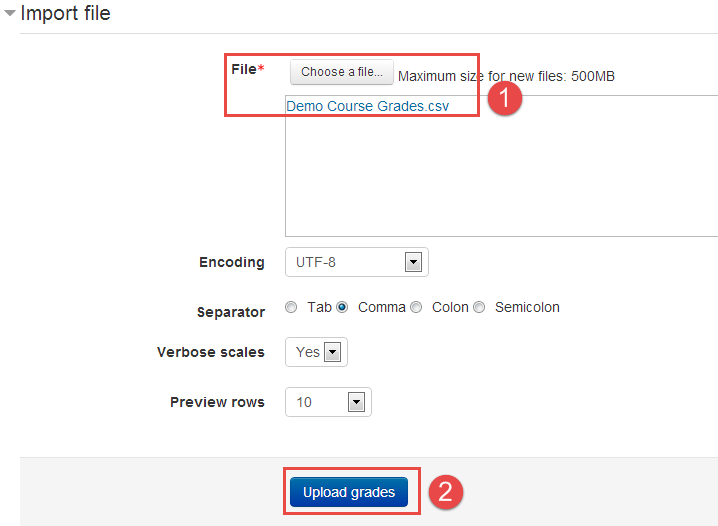 Import file
File* Choose a file... Maximum size for new files: 500MB
Demo Course Grades.csv
1
Encoding UTF-8
Separator Tab Comma Colon Semicolon
Verbose scales Yes
Preview rows 10
Upload grades 2